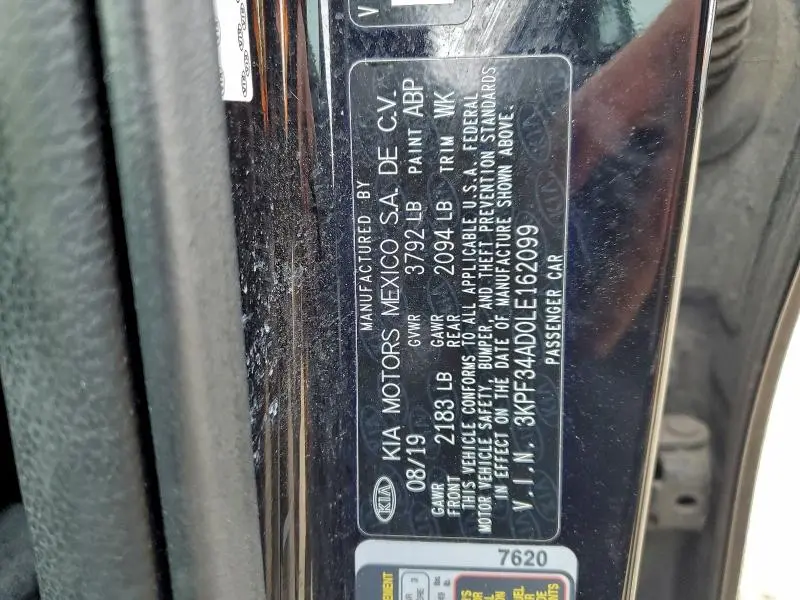 MANUFACTURED BY
KIA KIA MOTORS MEXICO S.A. DE C.V.
08/19 GVWR 3792 LB PAINT ABP
GAWR FRONT 2183 LB GAWR REAR 2094 LB TRIM WK
THIS VEHICLE CONFORMS TO ALL APPLICABLE U.S.A. FEDERAL
MOTOR VEHICLE SAFETY, BUMPER, AND THEFT PREVENTION STANDARDS
IN EFFECT ON THE DATE OF MANUFACTURE SHOWN ABOVE.
V.I.N. 3KPF34AD0LE162099
PASSENGER CAR
7620